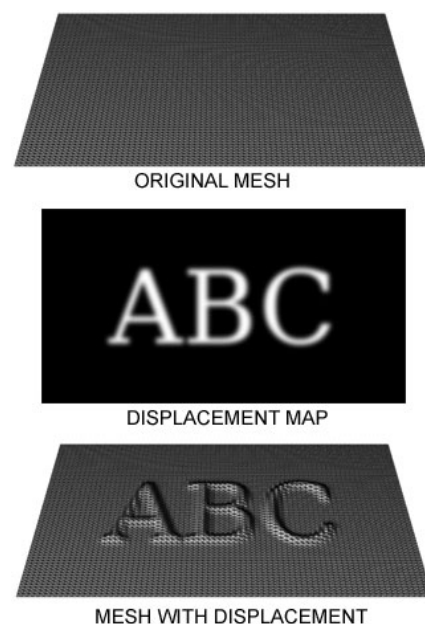 ORIGINAL MESH
ABC
DISPLACEMENT MAP
ABC
MESH WITH DISPLACEMENT